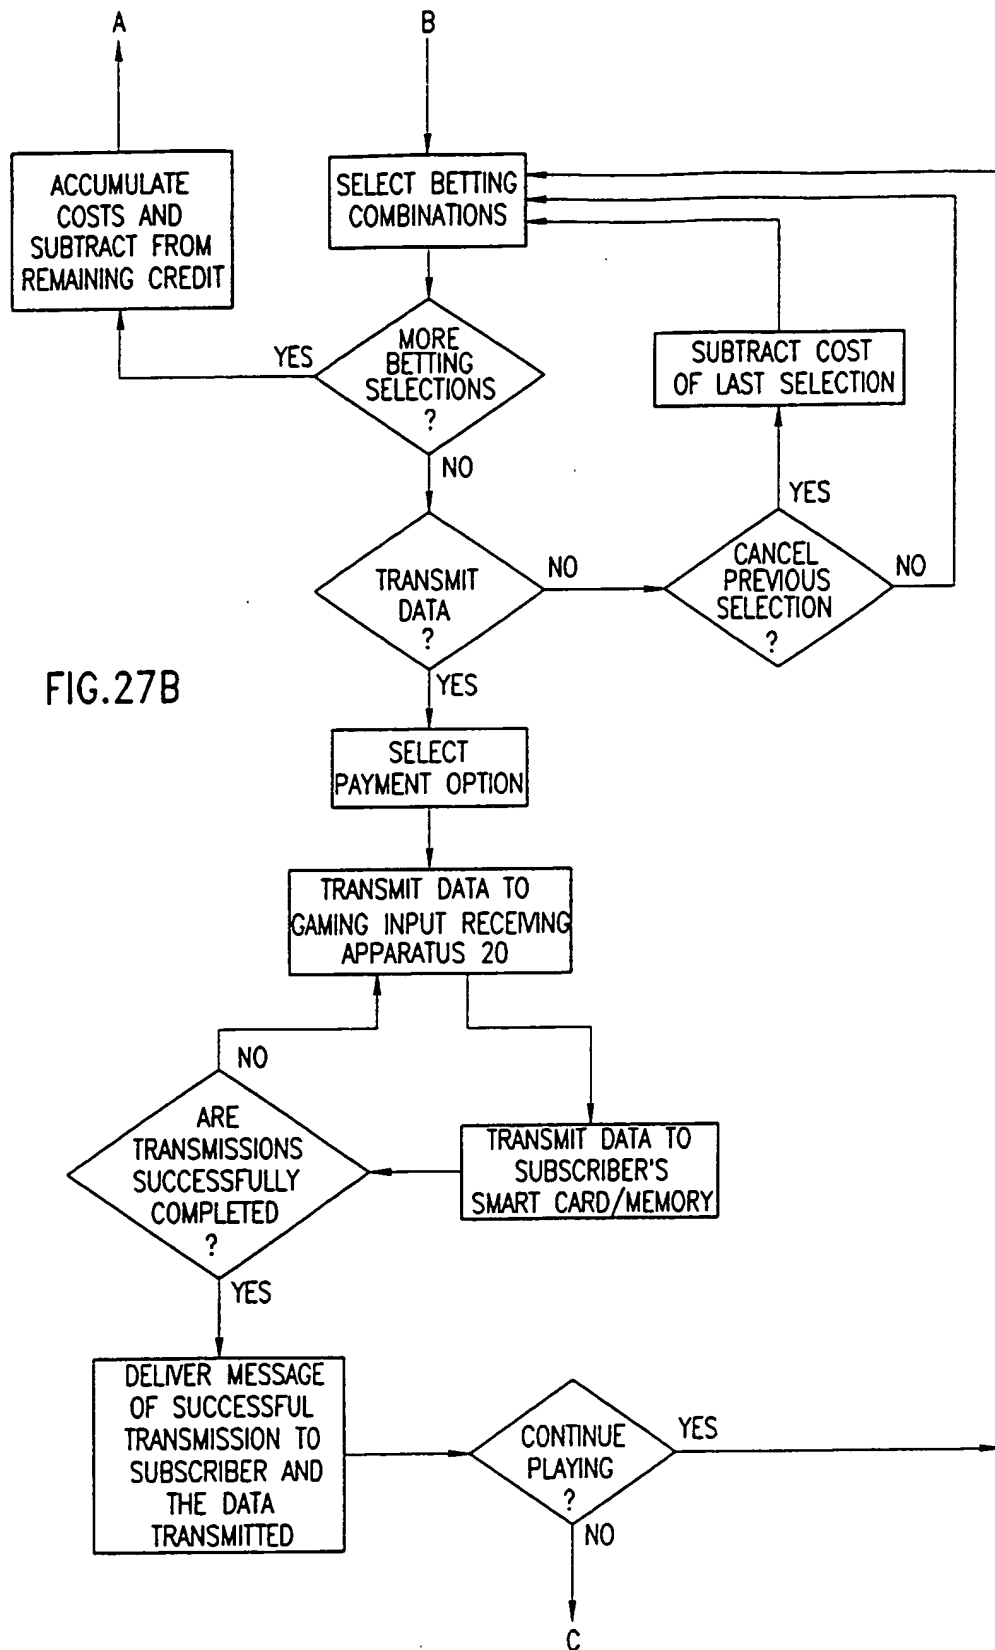 A
B
ACCUMULATE
COSTS AND
SUBTRACT FROM
REMAINING CREDIT
SELECT BETTING
COMBINATIONS
YES
MORE
BETTING
SELECTIONS
?
SUBTRACT COST
OF LAST SELECTION
NO
YES
TRANSMIT
DATA
?
NO
CANCEL
PREVIOUS
SELECTION
?
NO
FIG.27B
YES
SELECT
PAYMENT OPTION
TRANSMIT DATA TO
GAMING INPUT RECEIVING
APPARATUS 20
NO
ARE
TRANSMISSIONS
SUCCESSFULLY
COMPLETED
?
TRANSMIT DATA TO
SUBSCRIBER'S
SMART CARD/MEMORY
YES
DELIVER MESSAGE
OF SUCCESSFUL
TRANSMISSION TO
SUBSCRIBER AND
THE DATA
TRANSMITTED
CONTINUE
PLAYING
?
YES
NO
C